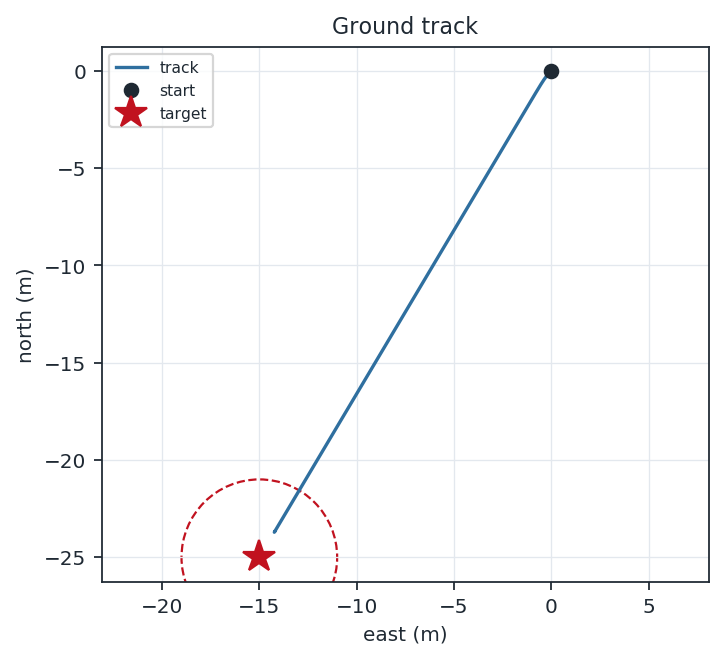 Ground track
track
start
target
0
−5
−10
−15
−20
−25
north (m)
−20
−15
−10
−5
0
5
east (m)